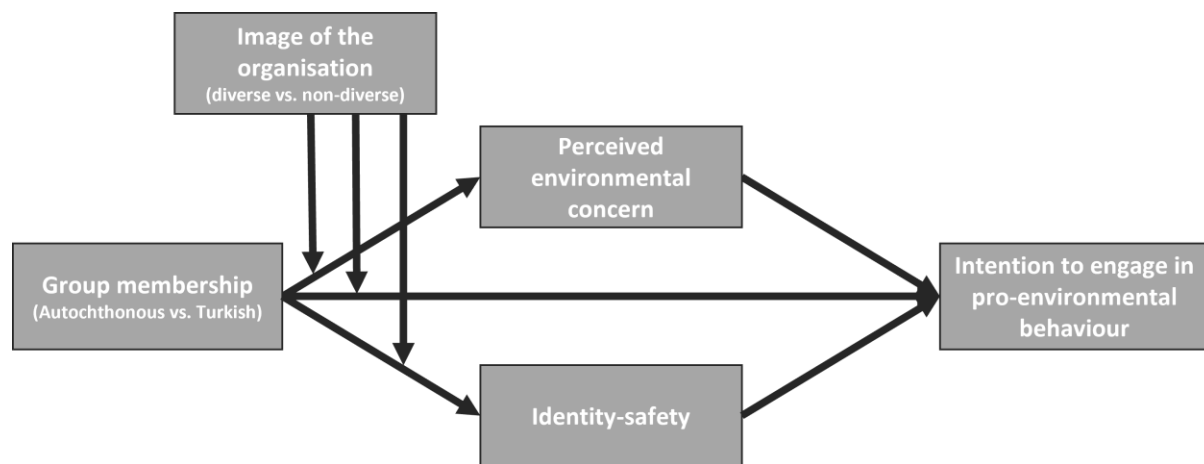 Image of the
organisation
(diverse vs. non-diverse)
Perceived
environmental
concern
Group membership
(Autochthonous vs. Turkish)
Intention to engage in
pro-environmental
behaviour
Identity-safety